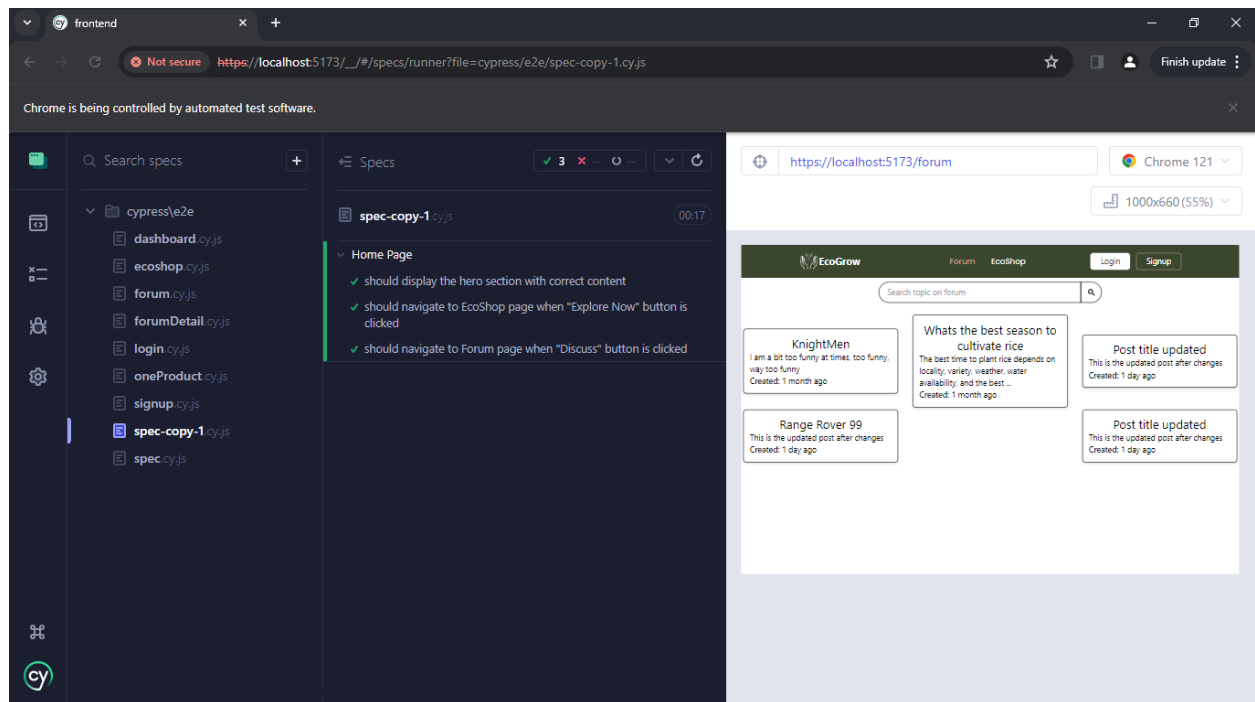 frontend
Not secure https://localhost:5173/__/#/specs/runner?file=cypress/e2e/spec-copy-1.cy.js
Finish update
Chrome is being controlled by automated test software.
Search specs
+
cypress\e2e
dashboard.cy.js
ecoshop.cy.js
forum.cy.js
forumDetail.cy.js
login.cy.js
oneProduct.cy.js
signup.cy.js
spec-copy-1.cy.js
spec.cy.js
cy
Specs
3 -- --
spec-copy-1.cy.js 00:17
Home Page
should display the hero section with correct content
should navigate to EcoShop page when "Explore Now" button is
clicked
should navigate to Forum page when "Discuss" button is clicked
https://localhost:5173/forum
Chrome 121
1000x660 (55%)
EcoGrow Forum EcoShop Login Signup
Search topic on forum
KnightMen
I am a bit too funny at times, too funny,
way too funny
Created: 1 month ago
Whats the best season to
cultivate rice
The best time to plant rice depends on
locality, variety, weather, water
availability, and the best ...
Created: 1 month ago
Post title updated
This is the updated post after changes
Created: 1 day ago
Range Rover 99
This is the updated post after changes
Created: 1 day ago
Post title updated
This is the updated post after changes
Created: 1 day ago